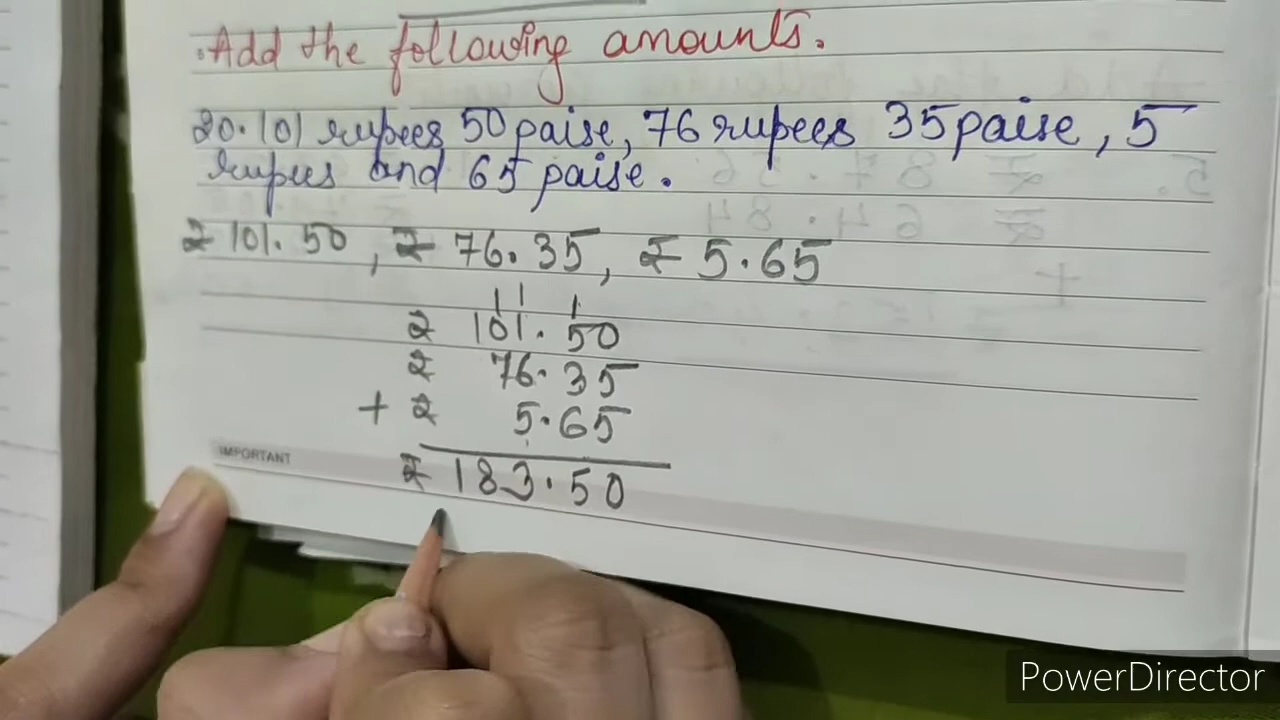 Add the following amounts.
20. 101 rupees 50 paise, 76 rupees 35 paise, 5
rupees and 65 paise.
₹ 101.50, ₹ 76.35, ₹ 5.65
1 1 1
₹ 101.50
₹ 76.35
+ ₹ 5.65
IMPORTANT
₹ 183.50
PowerDirector